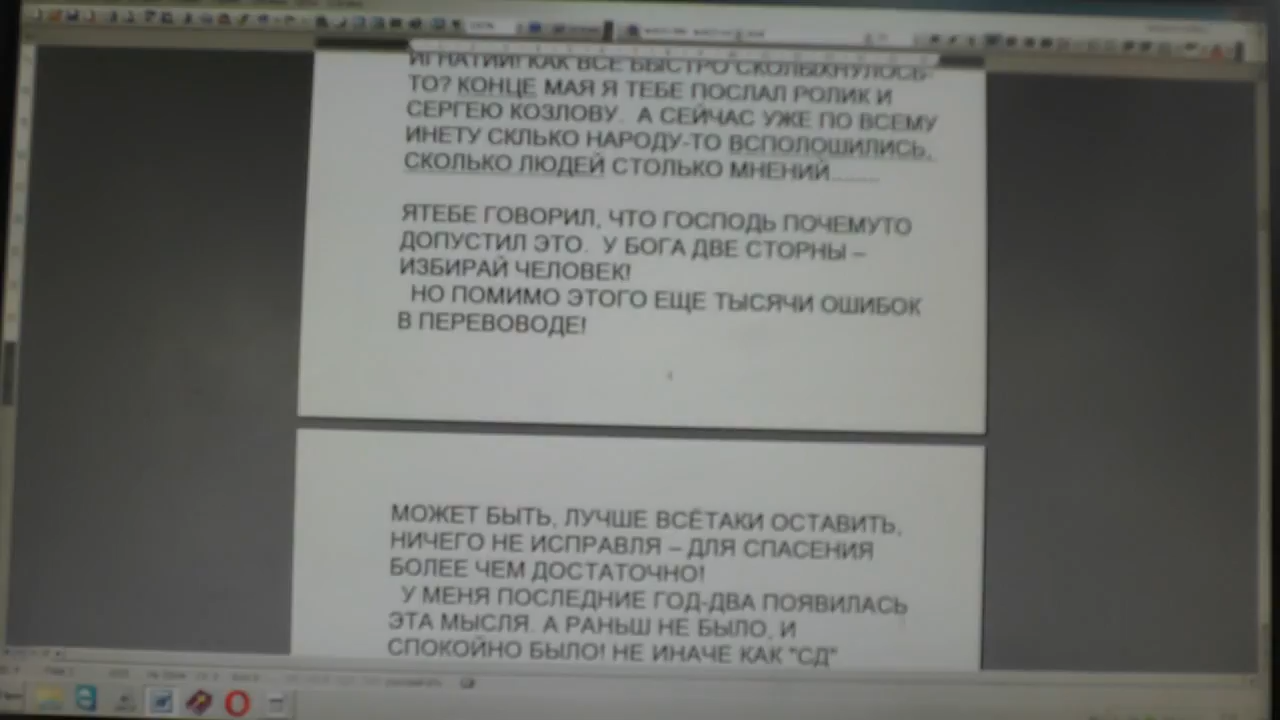 ИГНАТИЙ! КАК ВСЕ БЫСТРО СКОЛЫХНУЛОСЬ-
ТО? КОНЦЕ МАЯ Я ТЕБЕ ПОСЛАЛ РОЛИК И
СЕРГЕЮ КОЗЛОВУ. А СЕЙЧАС УЖЕ ПО ВСЕМУ
ИНЕТУ СКЛЬКО НАРОДУ-ТО ВСПОЛОШИЛИСЬ,
СКОЛЬКО ЛЮДЕЙ СТОЛЬКО МНЕНИЙ........
ЯТЕБЕ ГОВОРИЛ, ЧТО ГОСПОДЬ ПОЧЕМУТО
ДОПУСТИЛ ЭТО. У БОГА ДВЕ СТОРНЫ –
ИЗБИРАЙ ЧЕЛОВЕК!
НО ПОМИМО ЭТОГО ЕЩЕ ТЫСЯЧИ ОШИБОК
В ПЕРЕВОВОДЕ!
МОЖЕТ БЫТЬ, ЛУЧШЕ ВСЁТАКИ ОСТАВИТЬ,
НИЧЕГО НЕ ИСПРАВЛЯ – ДЛЯ СПАСЕНИЯ
БОЛЕЕ ЧЕМ ДОСТАТОЧНО!
У МЕНЯ ПОСЛЕДНИЕ ГОД-ДВА ПОЯВИЛАСЬ
ЭТА МЫСЛЯ. А РАНЬШ НЕ БЫЛО, И
СПОКОЙНО БЫЛО! НЕ ИНАЧЕ КАК "СД"